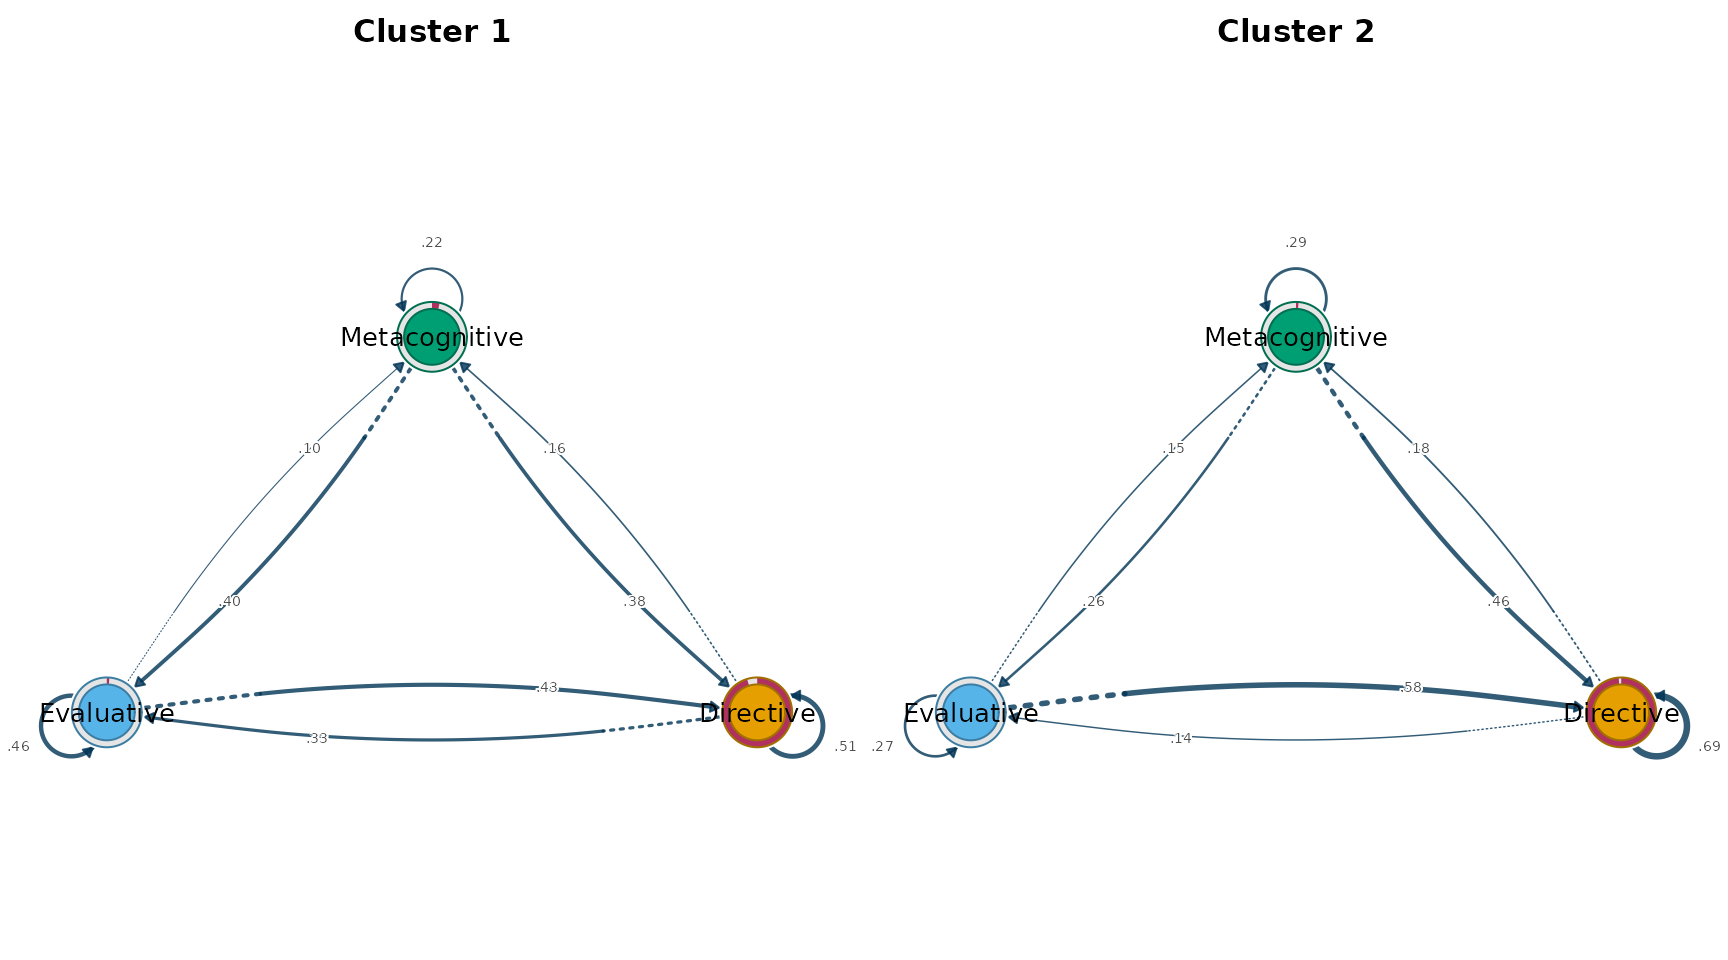 Cluster 1
Cluster 2
.22
.29
Metacognitive
Metacognitive
.10
.16
.15
.18
.40
.38
.26
.46
.43
.58
Evaluative
Directive
Evaluative
Directive
.33
.14
.46
.51
.27
.69